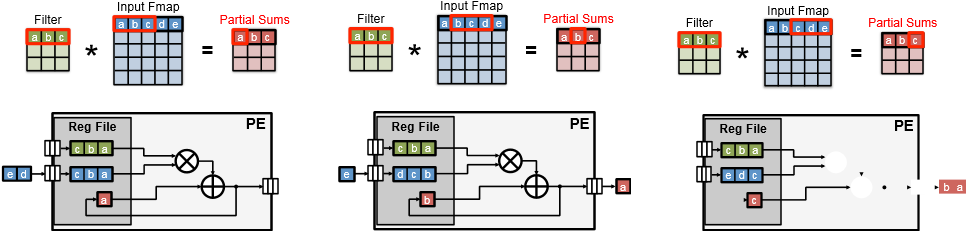 Filter
Input Fmap
Partial Sums
a b c
a b c d e
a b c
*
=
PE
Reg File
c b a
e d
c b a
a
Filter
Input Fmap
Partial Sums
a b c
a b c d e
a b c
*
=
PE
Reg File
c b a
e
d c b
b
a
Filter
Input Fmap
Partial Sums
a b c
a b c d e
a b c
*
=
PE
Reg File
c b a
e d c
c
b a